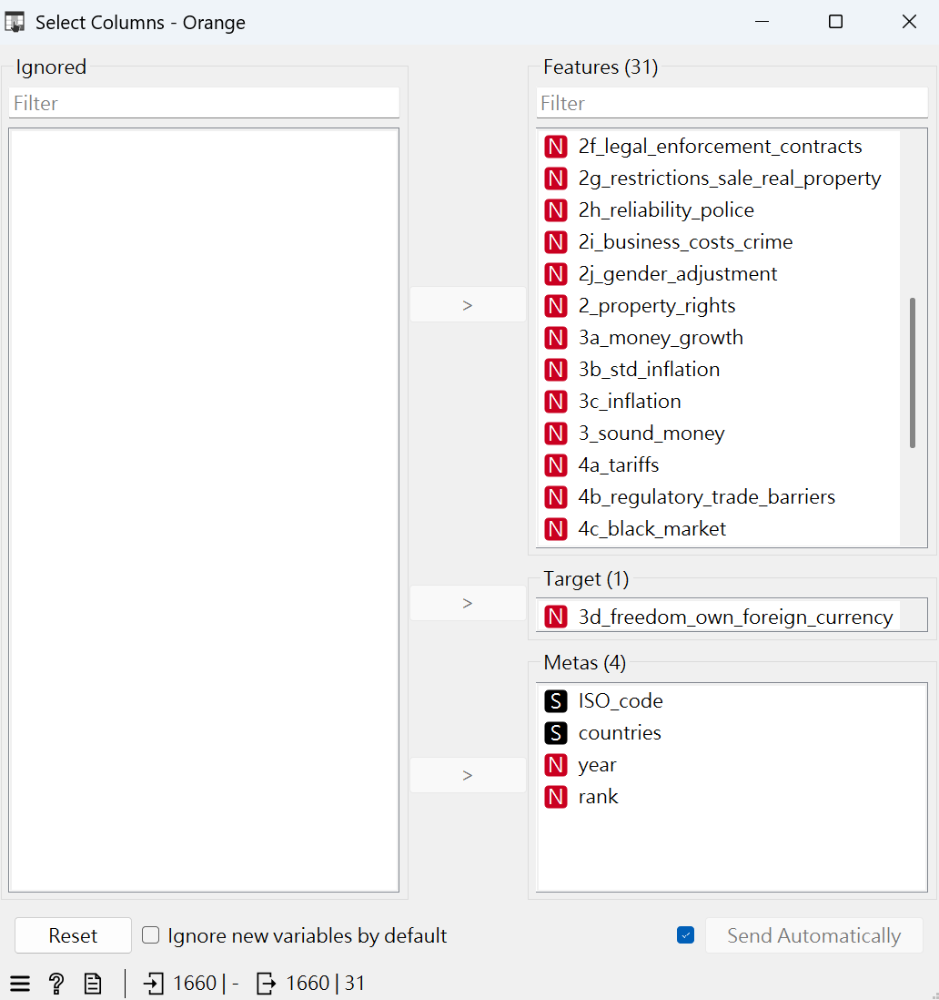 Select Columns - Orange
Ignored
Filter
>
>
>
Features (31)
Filter
N 2f_legal_enforcement_contracts
N 2g_restrictions_sale_real_property
N 2h_reliability_police
N 2i_business_costs_crime
N 2j_gender_adjustment
N 2_property_rights
N 3a_money_growth
N 3b_std_inflation
N 3c_inflation
N 3_sound_money
N 4a_tariffs
N 4b_regulatory_trade_barriers
N 4c_black_market
Target (1)
N 3d_freedom_own_foreign_currency
Metas (4)
S ISO_code
S countries
N year
N rank
Reset
Ignore new variables by default
Send Automatically
? 1660 | - 1660 | 31